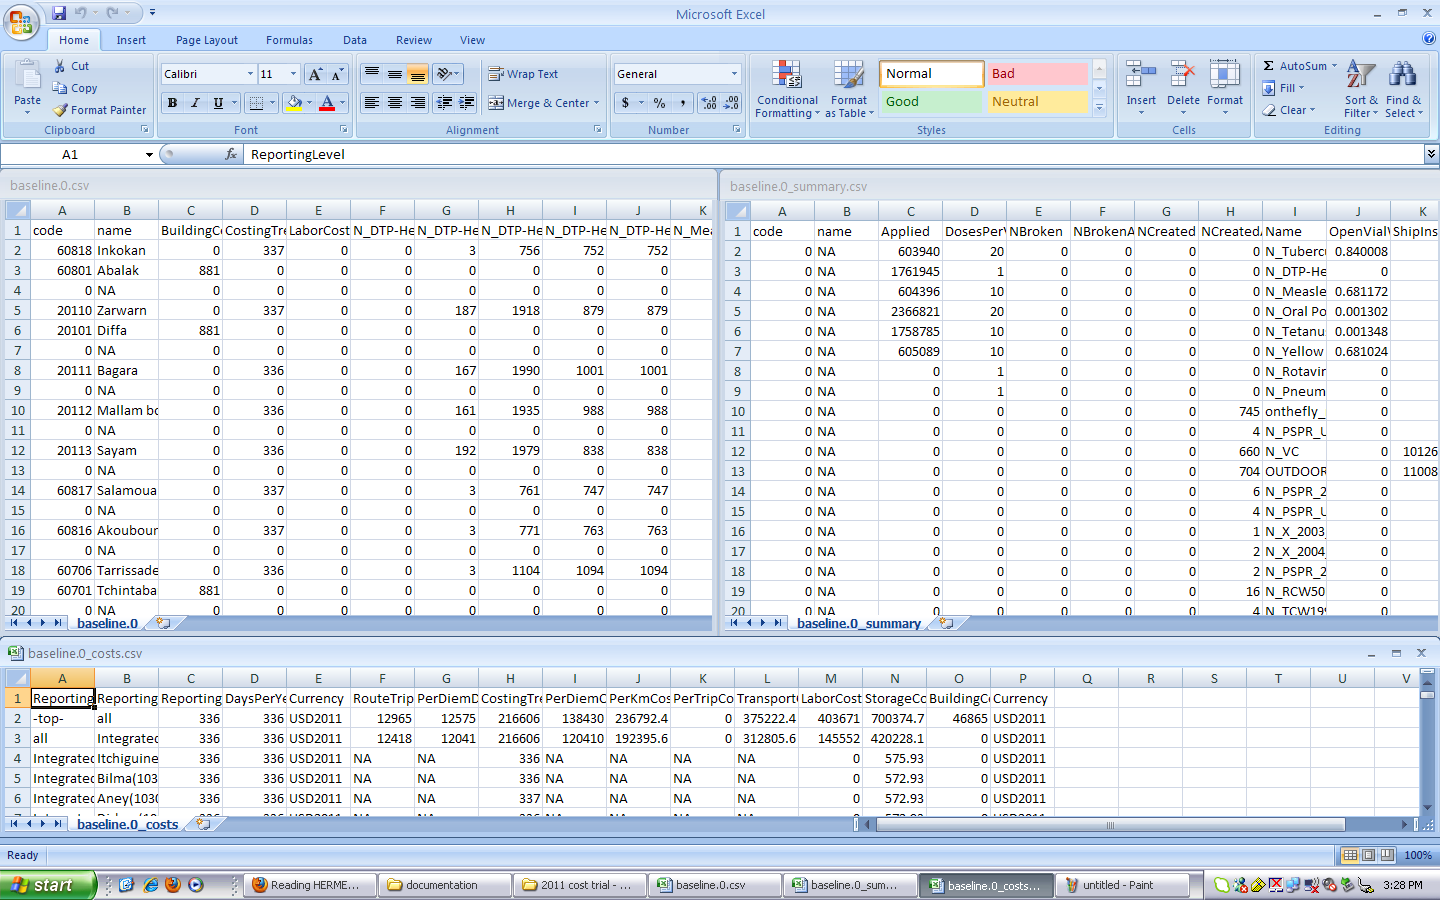 Microsoft Excel
Home Insert Page Layout Formulas Data Review View
Paste Cut Calibri 11 A A Wrap Text General Normal Bad Conditional Formatting Format as Table Insert Delete Format Σ AutoSum Sort & Filter Find & Select
Copy B I U Merge & Center $ % , Good Neutral Fill
Format Painter Clear
Clipboard Font Alignment Number Styles Cells Editing
A1 fx ReportingLevel
baseline.0.csv
A B C D E F G H I J K
1 code name BuildingCo CostingTre LaborCost N_DTP-He N_DTP-He N_DTP-He N_DTP-He N_DTP-He N_Mea
2 60818 Inkokan 0 337 0 0 3 756 752 752
3 60801 Abalak 881 0 0 0 0 0 0 0
4 0 NA 0 0 0 0 0 0 0 0
5 20110 Zarwarn 0 337 0 0 187 1918 879 879
6 20101 Diffa 881 0 0 0 0 0 0 0
7 0 NA 0 0 0 0 0 0 0 0
8 20111 Bagara 0 336 0 0 167 1990 1001 1001
9 0 NA 0 0 0 0 0 0 0 0
10 20112 Mallam bo 0 336 0 0 161 1935 988 988
11 0 NA 0 0 0 0 0 0 0 0
12 20113 Sayam 0 336 0 0 192 1979 838 838
13 0 NA 0 0 0 0 0 0 0 0
14 60817 Salamoua 0 337 0 0 3 761 747 747
15 0 NA 0 0 0 0 0 0 0 0
16 60816 Akoubour 0 337 0 0 3 771 763 763
17 0 NA 0 0 0 0 0 0 0 0
18 60706 Tarrissade 0 336 0 0 3 1104 1094 1094
19 60701 Tchintaba 881 0 0 0 0 0 0 0
20 0 NA 0 0 0 0 0 0 0 0
baseline.0
baseline.0_summary.csv
A B C D E F G H I J K
1 code name Applied DosesPerV NBroken NBrokenA NCreated NCreatedA Name OpenVialV ShipIns
2 0 NA 603940 20 0 0 0 0 N_Tubercu 0.840008
3 0 NA 1761945 1 0 0 0 0 N_DTP-He 0
4 0 NA 604396 10 0 0 0 0 N_Measle 0.681172
5 0 NA 2366821 20 0 0 0 0 N_Oral Po 0.001302
6 0 NA 1758785 10 0 0 0 0 N_Tetanu 0.001348
7 0 NA 605089 10 0 0 0 0 N_Yellow 0.681024
8 0 NA 0 1 0 0 0 0 N_Rotavir 0
9 0 NA 0 1 0 0 0 0 N_Pneum 0
10 0 NA 0 0 0 0 0 745 onthefly_ 0
11 0 NA 0 0 0 0 0 4 N_PSPR_U 0
12 0 NA 0 0 0 0 0 660 N_VC 0 10126
13 0 NA 0 0 0 0 0 704 OUTDOOR 0 11008
14 0 NA 0 0 0 0 0 6 N_PSPR_2 0
15 0 NA 0 0 0 0 0 4 N_PSPR_U 0
16 0 NA 0 0 0 0 0 1 N_X_2003_ 0
17 0 NA 0 0 0 0 0 2 N_X_2004_ 0
18 0 NA 0 0 0 0 0 2 N_PSPR_2 0
19 0 NA 0 0 0 0 0 16 N_RCW50 0
20 0 NA 0 0 0 0 0 4 N_TCW199 0
baseline.0_summary
baseline.0_costs.csv
A B C D E F G H I J K L M N O P Q R S T U V
1 Reporting Reporting Reporting DaysPerYe Currency RouteTrip PerDiemD CostingTre PerDiemC PerKmCos PerTripCo TransportC LaborCost StorageCo BuildingCo Currency
2 -top- all 336 336 USD2011 12965 12575 216606 138430 236792.4 0 375222.4 403671 700374.7 46865 USD2011
3 all Integrated 336 336 USD2011 12418 12041 216606 120410 192395.6 0 312805.6 145552 420228.1 0 USD2011
4 Integrated Itchiguine 336 336 USD2011 NA NA 336 NA NA NA NA 0 575.93 0 USD2011
5 Integrated Bilma(103 336 336 USD2011 NA NA 336 NA NA NA NA 0 572.93 0 USD2011
6 Integrated Aney(1030 336 336 USD2011 NA NA 337 NA NA NA NA 0 572.93 0 USD2011
baseline.0_costs
Ready 100%
start Reading HERME... documentation 2011 cost trial - ... baseline.0.csv baseline.0_sum... baseline.0_costs... untitled - Paint 3:28 PM